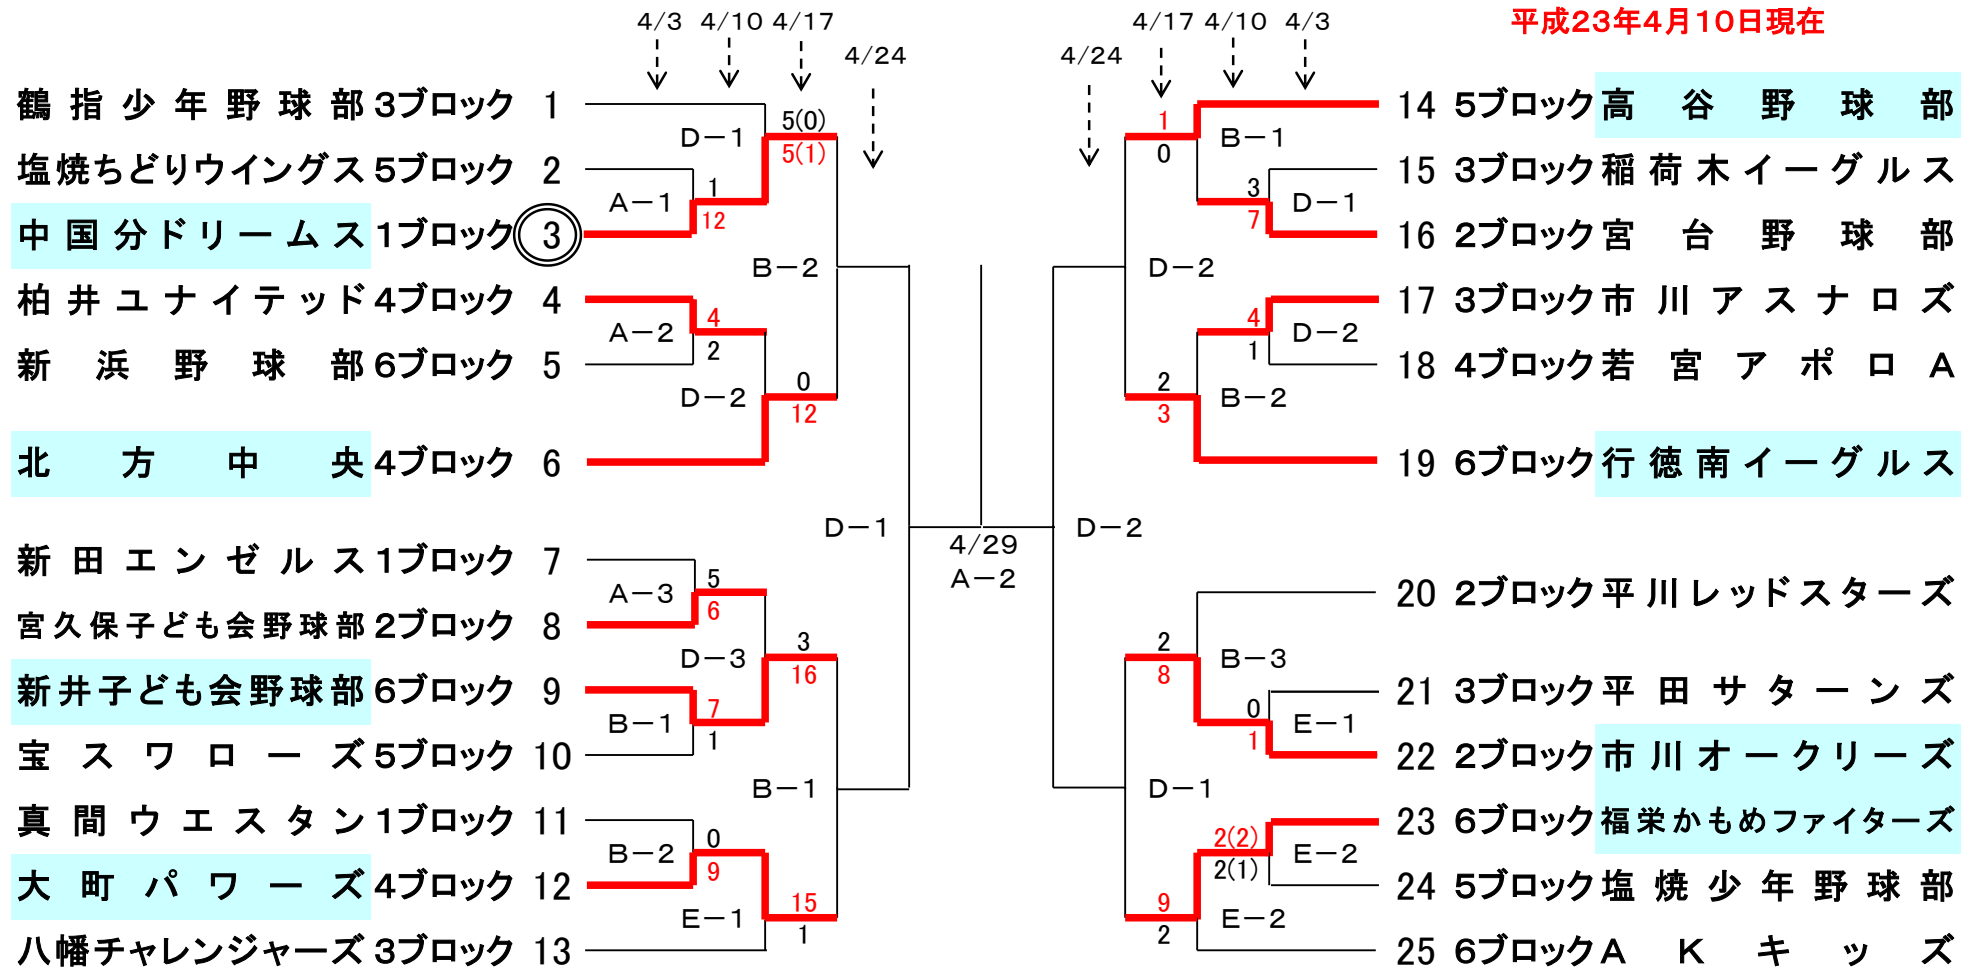 平成23年4月10日現在
4/3 4/10 4/17 4/24
4/24 4/17 4/10 4/3
鶴指少年野球部 3ブロック 1
D－1
5(0)
5(1)
塩焼ちどりウイングス 5ブロック 2
A－1
1
12
中国分ドリームス 1ブロック 3
B－2
柏井ユナイテッド 4ブロック 4
A－2
4
2
新浜野球部 6ブロック 5
D－2
0
12
北方中央 4ブロック 6
D－1
新田エンゼルス 1ブロック 7
A－3
5
6
宮久保子ども会野球部 2ブロック 8
D－3
3
16
新井子ども会野球部 6ブロック 9
B－1
7
1
宝スワローズ 5ブロック 10
B－1
真間ウエスタン 1ブロック 11
B－2
0
9
大町パワーズ 4ブロック 12
E－1
15
1
八幡チャレンジャーズ 3ブロック 13
4/29
A－2
14 5ブロック 高谷野球部
1
0
B－1
15 3ブロック 稲荷木イーグルス
3
7
D－1
16 2ブロック 宮台野球部
D－2
17 3ブロック 市川アスナロズ
4
1
D－2
18 4ブロック 若宮アポロA
2
3
B－2
19 6ブロック 行徳南イーグルス
D－2
20 2ブロック 平川レッドスターズ
2
8
B－3
21 3ブロック 平田サターンズ
0
1
E－1
22 2ブロック 市川オークリーズ
D－1
23 6ブロック 福栄かもめファイターズ
2(2)
2(1)
E－2
24 5ブロック 塩焼少年野球部
9
2
E－2
25 6ブロック AKキッズ